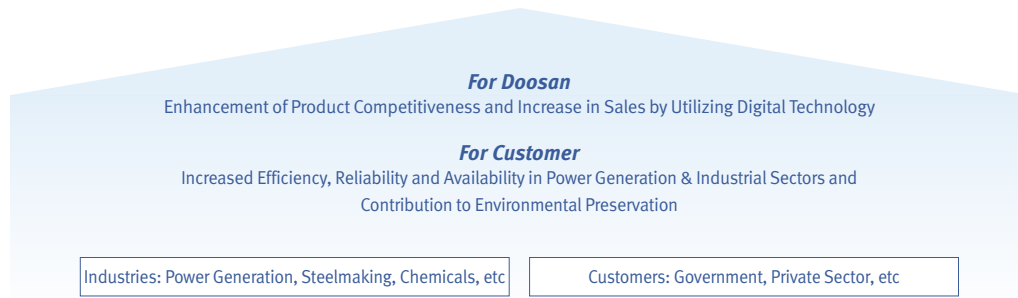 For Doosan
Enhancement of Product Competitiveness and Increase in Sales by Utilizing Digital Technology
For Customer
Increased Efficiency, Reliability and Availability in Power Generation & Industrial Sectors and
Contribution to Environmental Preservation
Industries: Power Generation, Steelmaking, Chemicals, etc
Customers: Government, Private Sector, etc